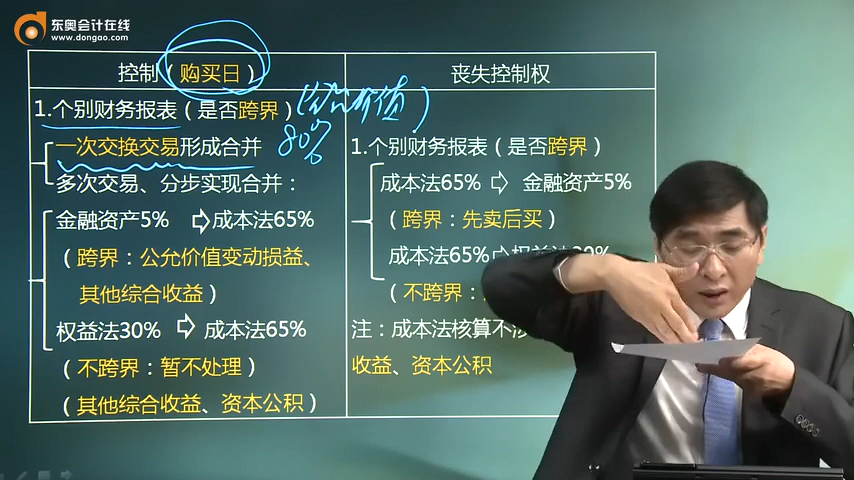 东奥会计在线
www.dongao.com
控制（购买日）
丧失控制权
1.个别财务报表（是否跨界）
一次交换交易形成合并
80%
多次交易、分步实现合并：
金融资产5% 成本法65%
（跨界：公允价值变动损益、
其他综合收益）
权益法30% 成本法65%
（不跨界：暂不处理）
（其他综合收益、资本公积）
1.个别财务报表（是否跨界）
成本法65% 金融资产5%
（跨界：先卖后买）
成本法65%
（不跨界：
注：成本法核算不
收益、资本公积